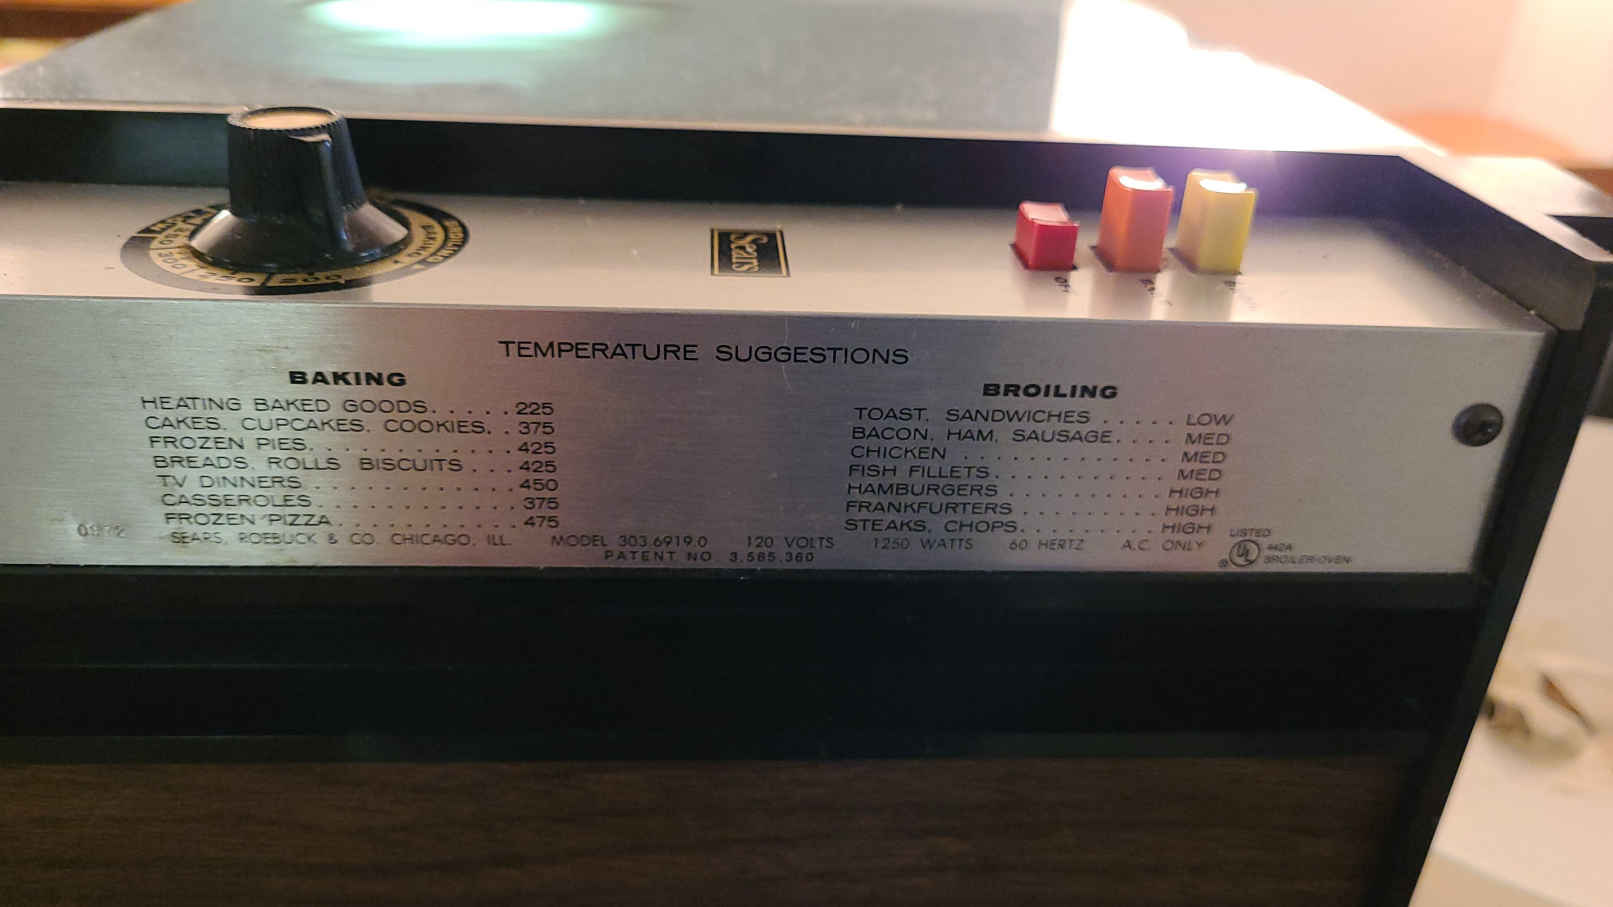 Sears
TEMPERATURE SUGGESTIONS
BAKING
HEATING BAKED GOODS.....225
CAKES, CUPCAKES, COOKIES...375
FROZEN PIES............425
BREADS, ROLLS BISCUITS....425
TV DINNERS............450
CASSEROLES............375
FROZEN PIZZA...........475
BROILING
TOAST, SANDWICHES.....LOW
BACON, HAM, SAUSAGE....MED
CHICKEN............MED
FISH FILLETS...........MED
HAMBURGERS..........HIGH
FRANKFURTERS.........HIGH
STEAKS, CHOPS.........HIGH
SEARS, ROEBUCK & CO. CHICAGO, ILL. MODEL 303.6919.0 120 VOLTS 1250 WATTS 60 HERTZ A.C. ONLY
PATENT NO. 3,585,360
LISTED
UL
442A
BROILER-OVEN
®